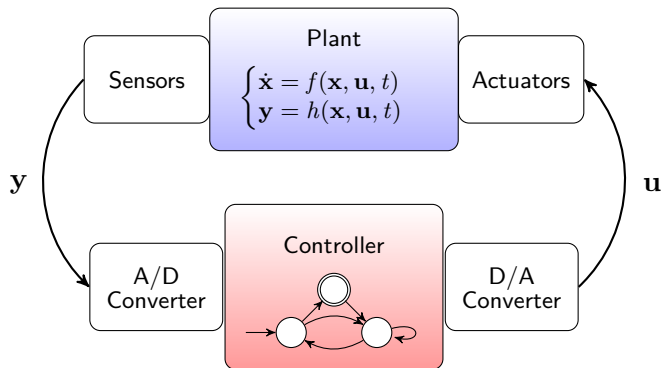 Plant
Sensors
ẋ = f(x, u, t)
y = h(x, u, t)
Actuators
y
u
Controller
A/D
Converter
D/A
Converter